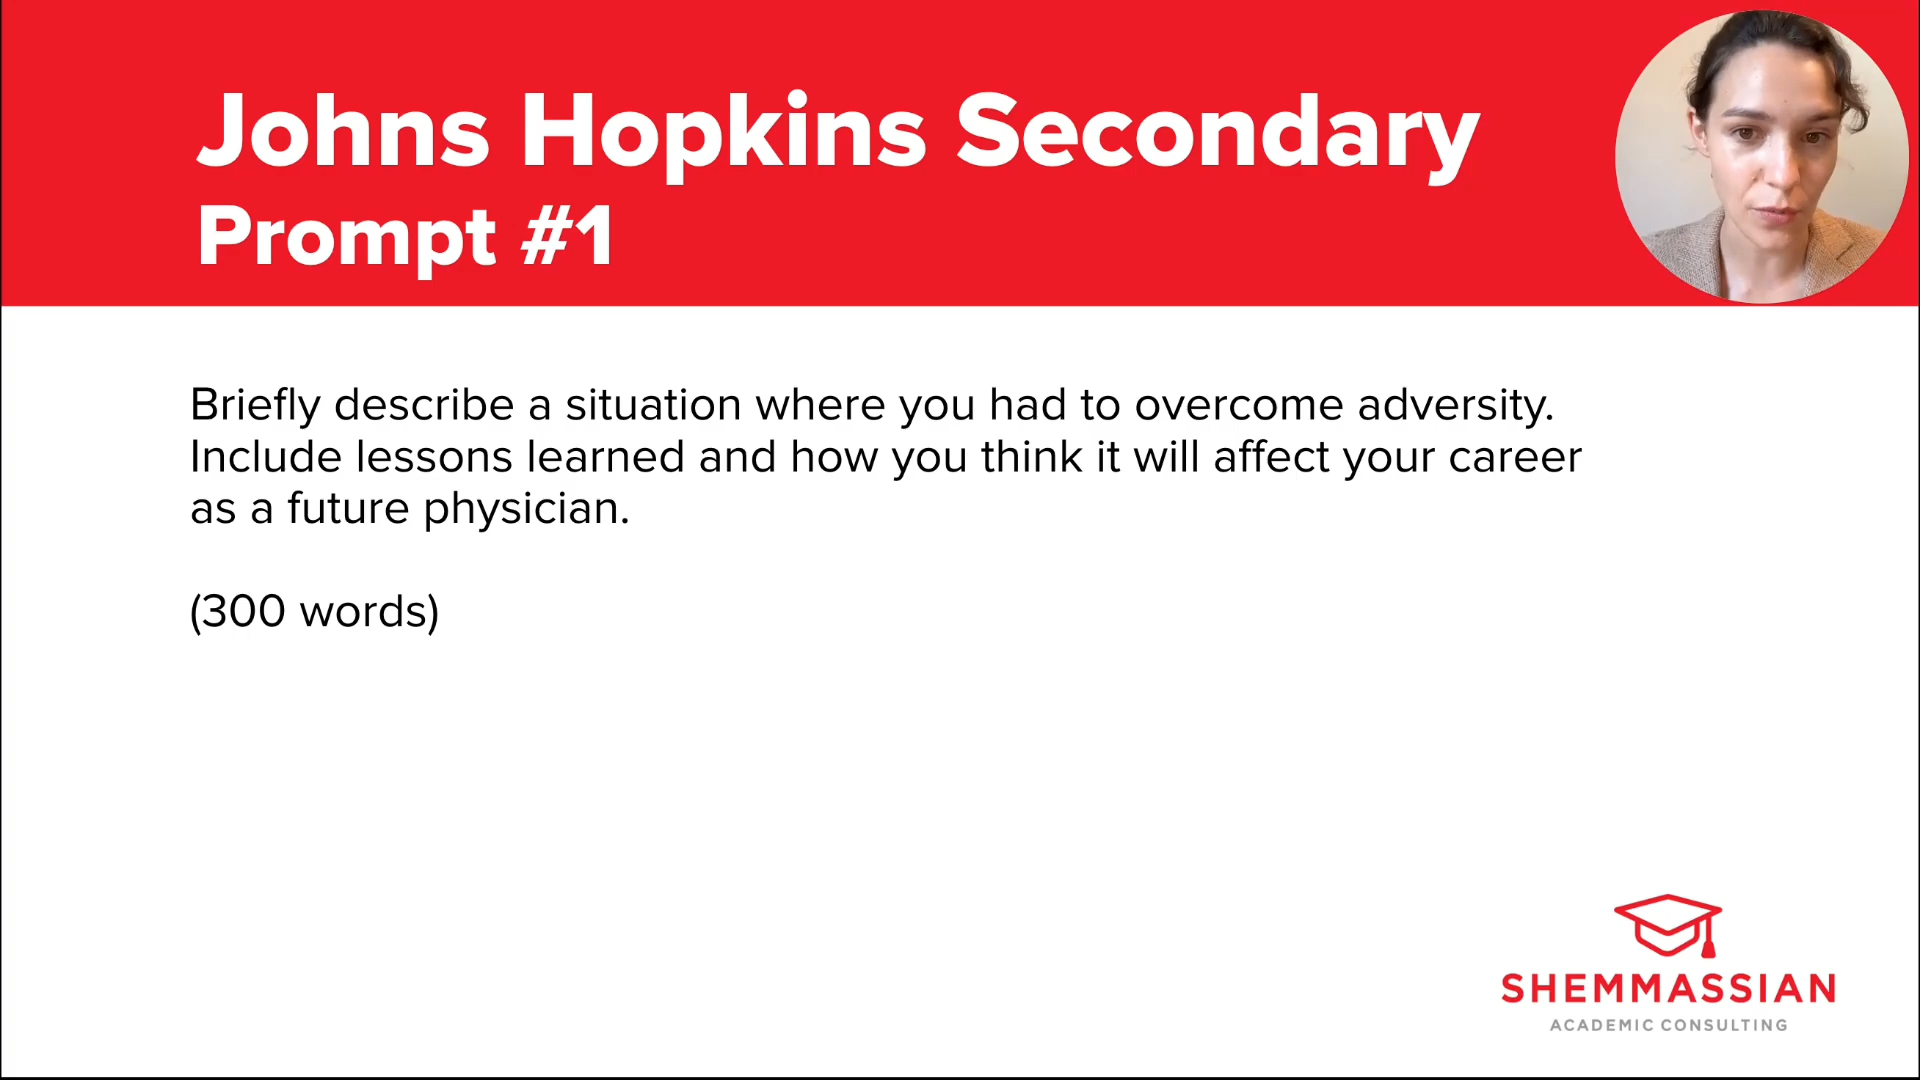 Johns Hopkins Secondary
Prompt #1
Briefly describe a situation where you had to overcome adversity.
Include lessons learned and how you think it will affect your career
as a future physician.
(300 words)
SHEMMASSIAN
ACADEMIC CONSULTING